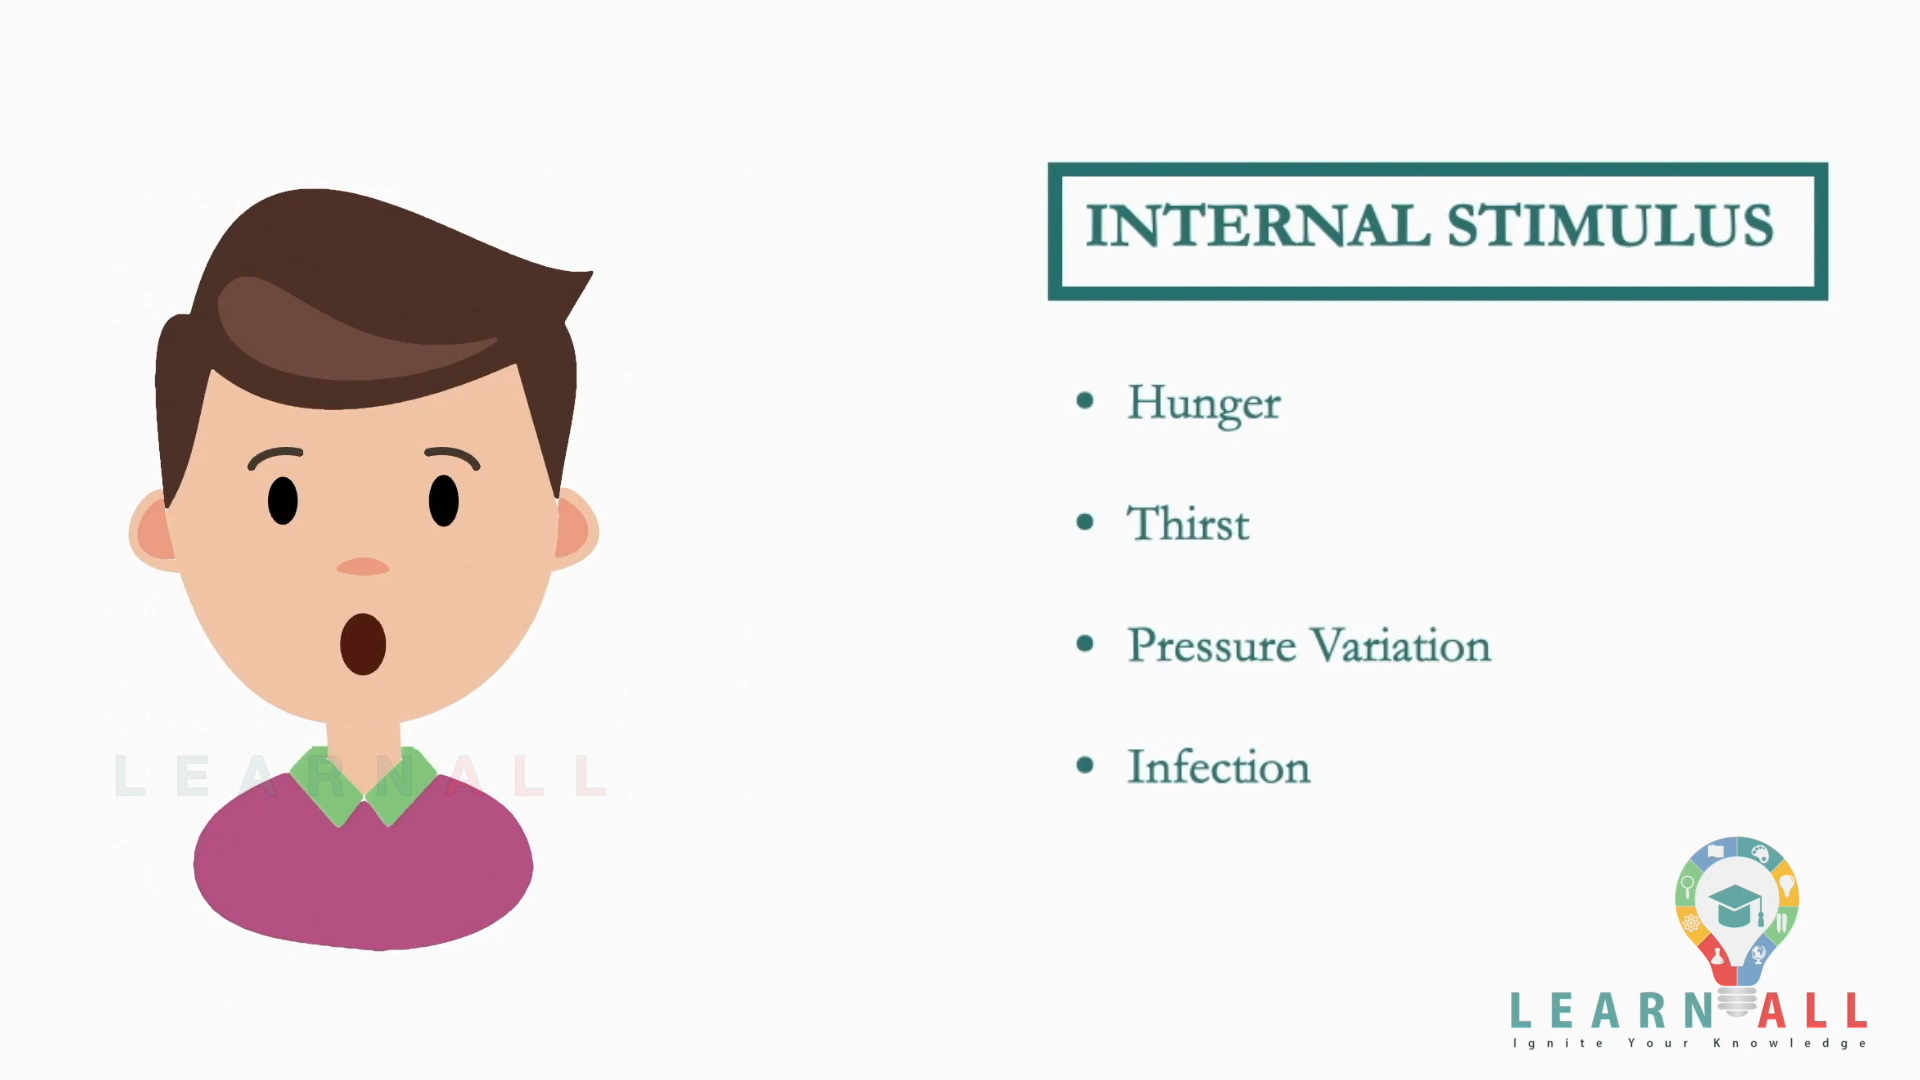 INTERNAL STIMULUS
• Hunger
• Thirst
• Pressure Variation
• Infection
LEARNALL
LEARN ALL
Ignite Your Knowledge